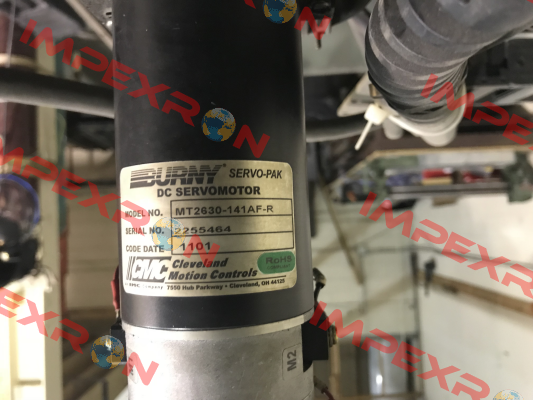 IMPEXRON
IMPEXRON
BURNY® SERVO-PAK
DC SERVOMOTOR
MODEL NO. MT2630-141AF-R
SERIAL NO. 2255464
CODE DATE 1101
CMC Cleveland
Motion Controls
RoHS
7550 Hub Parkway • Cleveland, OH 44125
M2
IMPEXRON
IMPEXRON